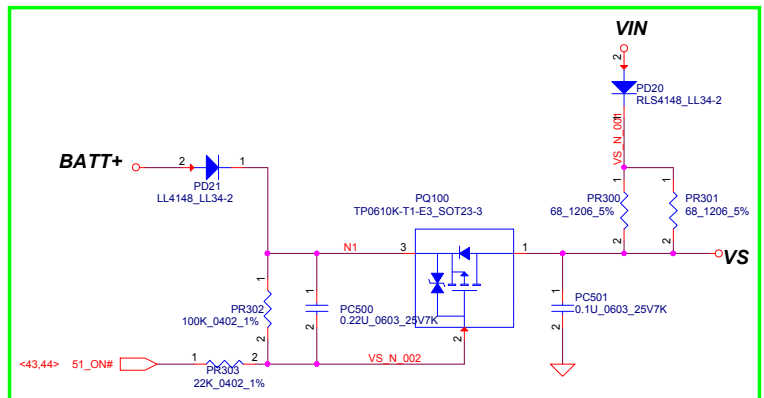 VIN
2
PD20
RLS4148_LL34-2
1
VS_N_001
BATT+
2
1
PD21
LL4148_LL34-2
1
1
PR300
68_1206_5%
PR301
68_1206_5%
2
2
PQ100
TP0610K-T1-E3_SOT23-3
N1
3
1
VS
1
PR302
100K_0402_1%
2
1
PC500
0.22U_0603_25V7K
2
2
1
PC501
0.1U_0603_25V7K
2
<43,44>
51_ON#
1
2
PR303
22K_0402_1%
VS_N_002